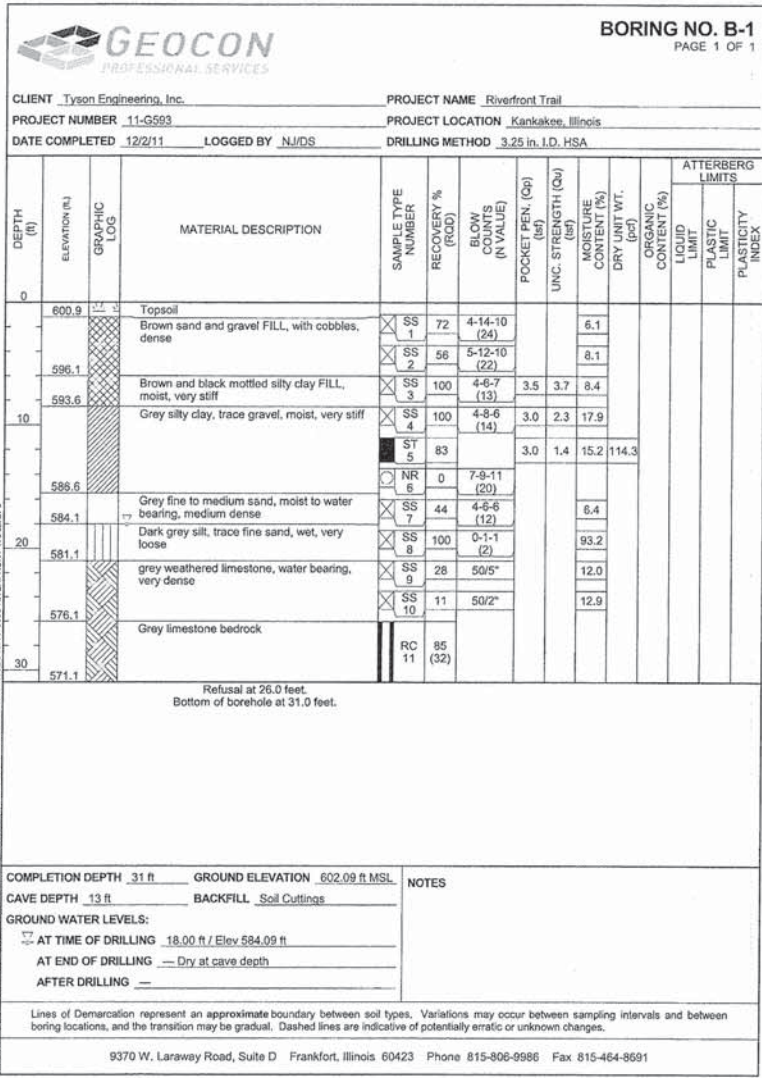 GEOCON
PROFESSIONAL SERVICES
BORING NO. B-1
PAGE 1 OF 1
CLIENT Tyson Engineering, Inc. PROJECT NAME Riverfront Trail
PROJECT NUMBER 11-G593 PROJECT LOCATION Kankakee, Illinois
DATE COMPLETED 12/2/11 LOGGED BY NJ/DS DRILLING METHOD 3.25 in. I.D. HSA
DEPTH (ft)
ELEVATION (ft.)
GRAPHIC LOG
MATERIAL DESCRIPTION
SAMPLE TYPE NUMBER
RECOVERY % (RQD)
BLOW COUNTS (N VALUE)
POCKET PEN. (Qp) (tsf)
UNC. STRENGTH (Qu) (tsf)
MOISTURE CONTENT (%)
DRY UNIT WT. (pcf)
ORGANIC CONTENT (%)
ATTERBERG LIMITS
LIQUID LIMIT
PLASTIC LIMIT
PLASTICITY INDEX
0
600.9 Topsoil
Brown sand and gravel FILL, with cobbles, dense
SS 1 72 4-14-10 (24) 6.1
SS 2 56 5-12-10 (22) 8.1
596.1
Brown and black mottled silty clay FILL, moist, very stiff
SS 3 100 4-6-7 (13) 3.5 3.7 8.4
593.6
10
Grey silty clay, trace gravel, moist, very stiff
SS 4 100 4-8-6 (14) 3.0 2.3 17.9
ST 5 83 3.0 1.4 15.2 114.3
NR 6 0 7-9-11 (20)
586.6
Grey fine to medium sand, moist to water bearing, medium dense
SS 7 44 4-6-6 (12) 6.4
584.1
Dark grey silt, trace fine sand, wet, very loose
20
SS 8 100 0-1-1 (2) 93.2
581.1
grey weathered limestone, water bearing, very dense
SS 9 28 50/5" 12.0
SS 10 11 50/2" 12.9
576.1
Grey limestone bedrock
RC 11 85 (32)
30
571.1
Refusal at 26.0 feet.
Bottom of borehole at 31.0 feet.
COMPLETION DEPTH 31 ft GROUND ELEVATION 602.09 ft MSL NOTES
CAVE DEPTH 13 ft BACKFILL Soil Cuttings
GROUND WATER LEVELS:
AT TIME OF DRILLING 18.00 ft / Elev 584.09 ft
AT END OF DRILLING — Dry at cave depth
AFTER DRILLING —
Lines of Demarcation represent an approximate boundary between soil types. Variations may occur between sampling intervals and between
boring locations, and the transition may be gradual. Dashed lines are indicative of potentially erratic or unknown changes.
9370 W. Laraway Road, Suite D Frankfort, Illinois 60423 Phone 815-806-9986 Fax 815-464-8691